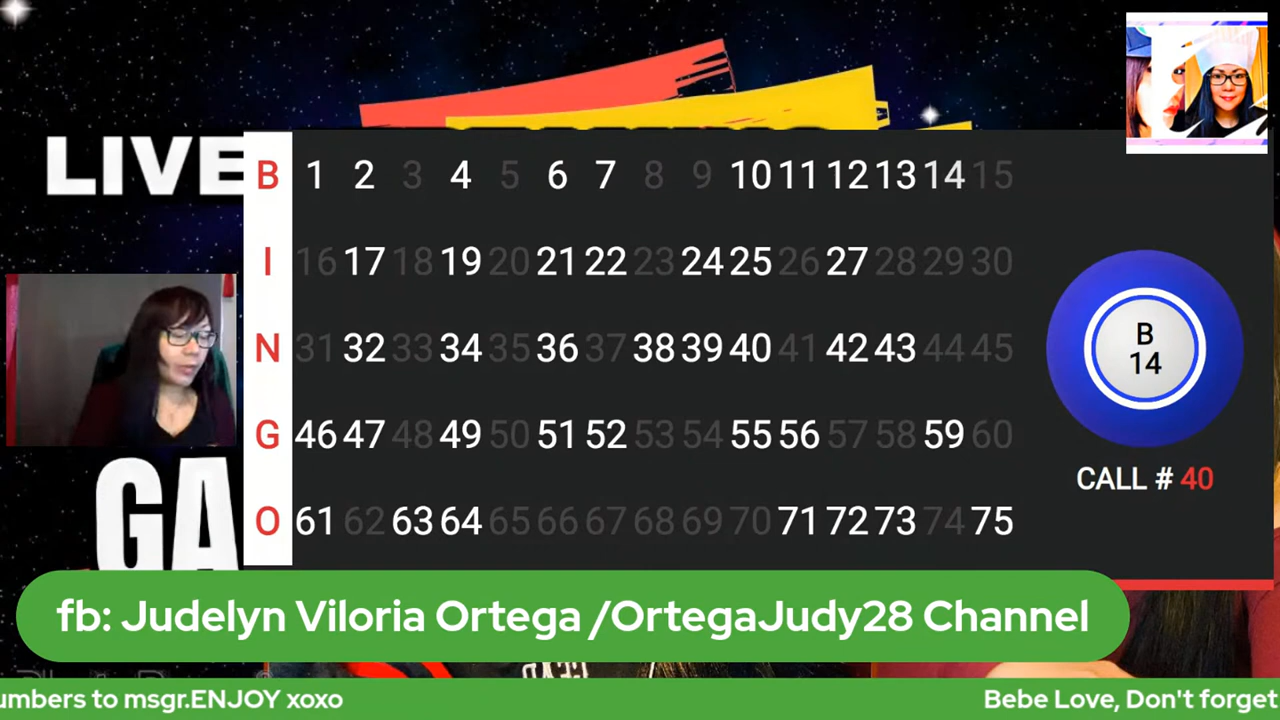 LIVE
B 1 2 3 4 5 6 7 8 9 10 11 12 13 14 15
I 16 17 18 19 20 21 22 23 24 25 26 27 28 29 30
N 31 32 33 34 35 36 37 38 39 40 41 42 43 44 45
G 46 47 48 49 50 51 52 53 54 55 56 57 58 59 60
O 61 62 63 64 65 66 67 68 69 70 71 72 73 74 75
B
14
CALL # 40
GA
fb: Judelyn Viloria Ortega /OrtegaJudy28 Channel
umbers to msgr.ENJOY xoxo
Bebe Love, Don't forget